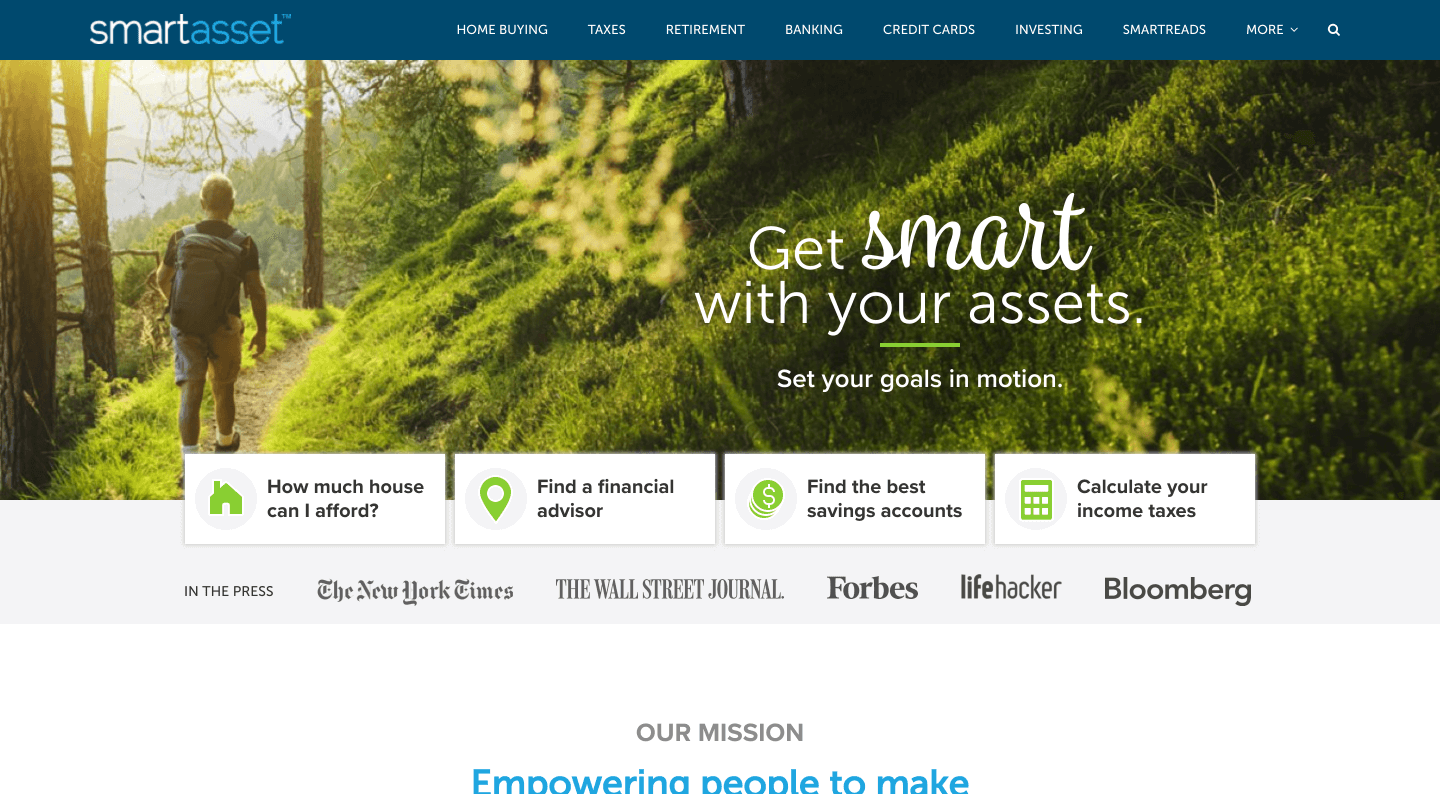 smartasset™
HOME BUYING
TAXES
RETIREMENT
BANKING
CREDIT CARDS
INVESTING
SMARTREADS
MORE
Get smart
with your assets.
Set your goals in motion.
How much house
can I afford?
Find a financial
advisor
Find the best
savings accounts
Calculate your
income taxes
IN THE PRESS
The New York Times
THE WALL STREET JOURNAL.
Forbes
lifehacker
Bloomberg
OUR MISSION
Empowering people to make